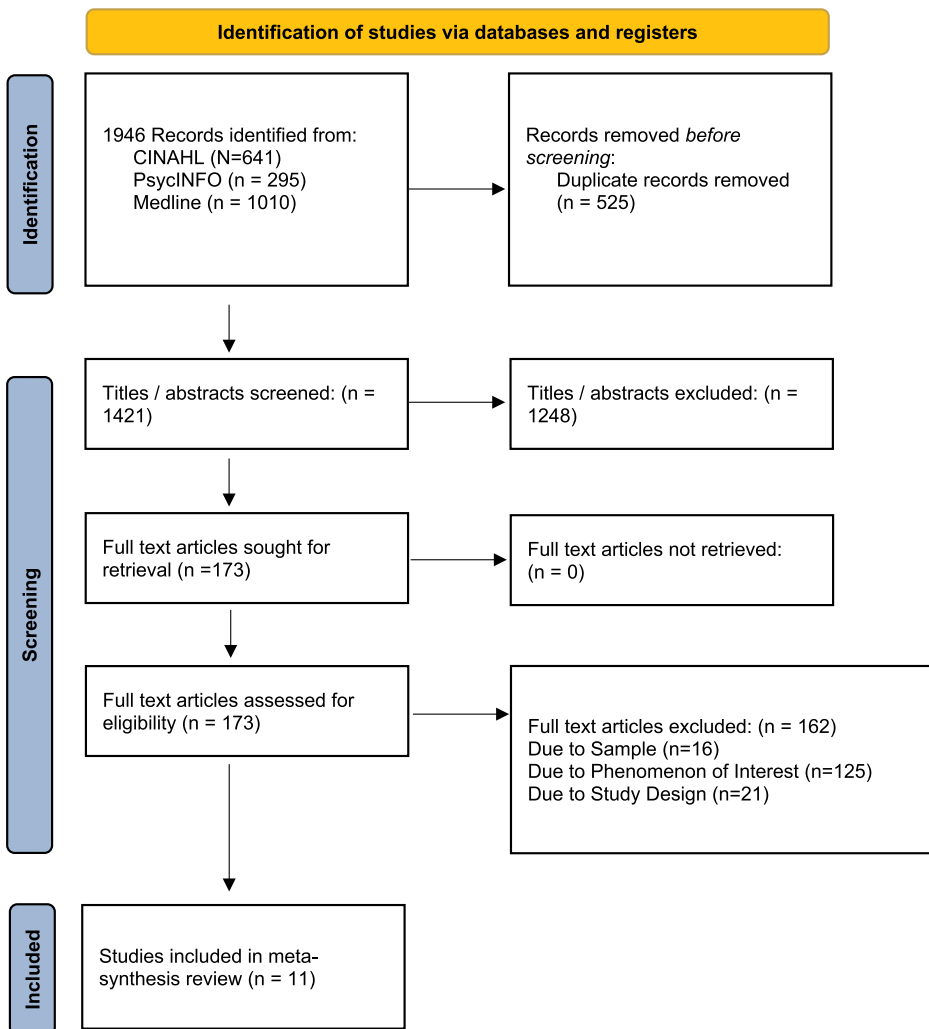 Identification of studies via databases and registers
Identification
1946 Records identified from:
CINAHL (N=641)
PsycINFO (n = 295)
Medline (n = 1010)
Records removed before
screening:
Duplicate records removed
(n = 525)
Screening
Titles / abstracts screened: (n =
1421)
Titles / abstracts excluded: (n =
1248)
Full text articles sought for
retrieval (n =173)
Full text articles not retrieved:
(n = 0)
Full text articles assessed for
eligibility (n = 173)
Full text articles excluded: (n = 162)
Due to Sample (n=16)
Due to Phenomenon of Interest (n=125)
Due to Study Design (n=21)
Included
Studies included in meta-
synthesis review (n = 11)